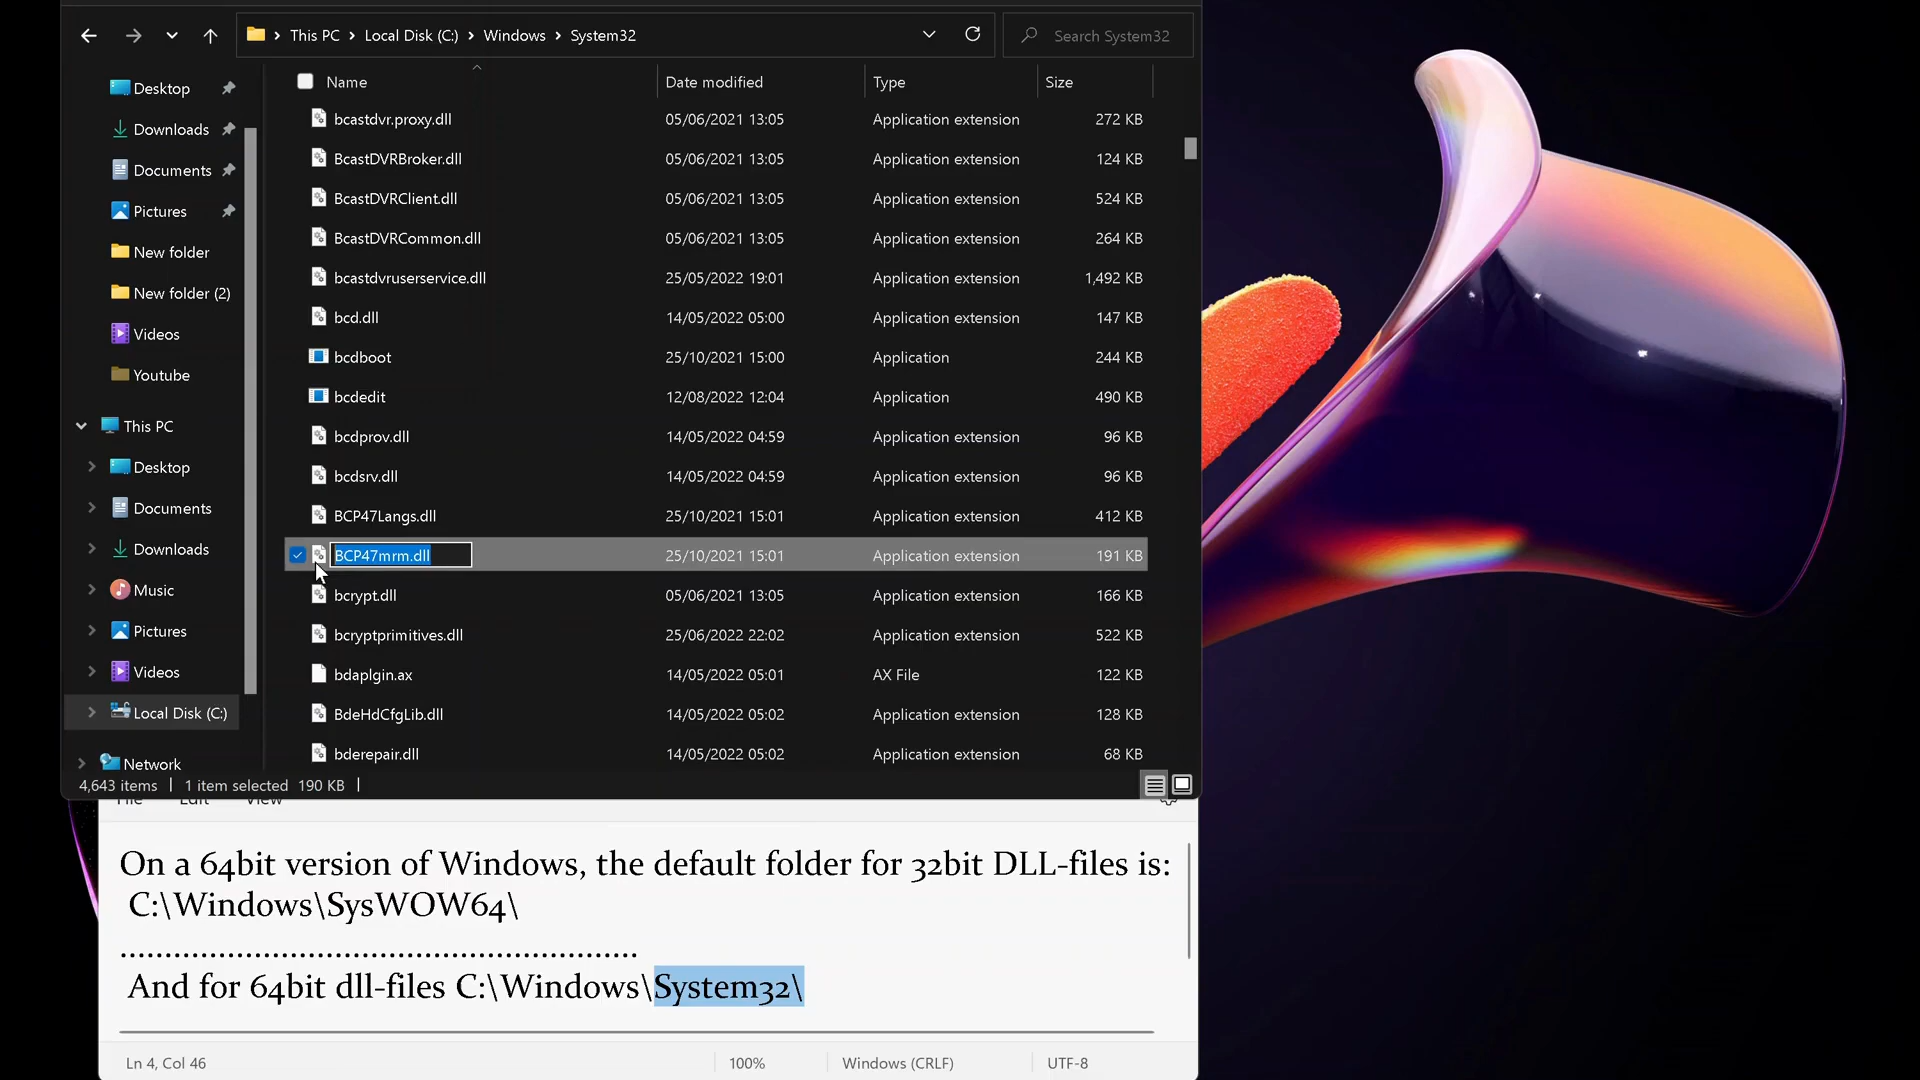 This PC > Local Disk (C:) > Windows > System32
Search System32
Desktop
Downloads
Documents
Pictures
New folder
New folder (2)
Videos
Youtube
This PC
Desktop
Documents
Downloads
Music
Pictures
Videos
Local Disk (C:)
Network
Name Date modified Type Size
bcastdvr.proxy.dll 05/06/2021 13:05 Application extension 272 KB
BcastDVRBroker.dll 05/06/2021 13:05 Application extension 124 KB
BcastDVRClient.dll 05/06/2021 13:05 Application extension 524 KB
BcastDVRCommon.dll 05/06/2021 13:05 Application extension 264 KB
bcastdvruserservice.dll 25/05/2022 19:01 Application extension 1,492 KB
bcd.dll 14/05/2022 05:00 Application extension 147 KB
bcdboot 25/10/2021 15:00 Application 244 KB
bcdedit 12/08/2022 12:04 Application 490 KB
bcdprov.dll 14/05/2022 04:59 Application extension 96 KB
bcdsrv.dll 14/05/2022 04:59 Application extension 96 KB
BCP47Langs.dll 25/10/2021 15:01 Application extension 412 KB
BCP47mrm.dll 25/10/2021 15:01 Application extension 191 KB
bcrypt.dll 05/06/2021 13:05 Application extension 166 KB
bcryptprimitives.dll 25/06/2022 22:02 Application extension 522 KB
bdaplgin.ax 14/05/2022 05:01 AX File 122 KB
BdeHdCfgLib.dll 14/05/2022 05:02 Application extension 128 KB
bderepair.dll 14/05/2022 05:02 Application extension 68 KB
4,643 items | 1 item selected 190 KB |
File Edit View
On a 64bit version of Windows, the default folder for 32bit DLL-files is:
C:\Windows\SysWOW64\
..........................................................
And for 64bit dll-files C:\Windows\System32\
Ln 4, Col 46 100% Windows (CRLF) UTF-8